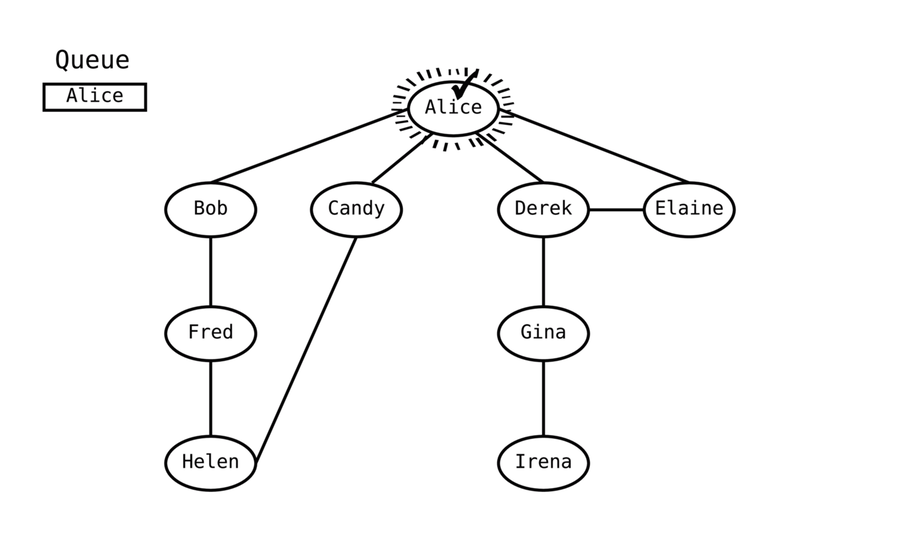 Queue
Alice
Alice
Bob
Candy
Derek
Elaine
Fred
Gina
Helen
Irena